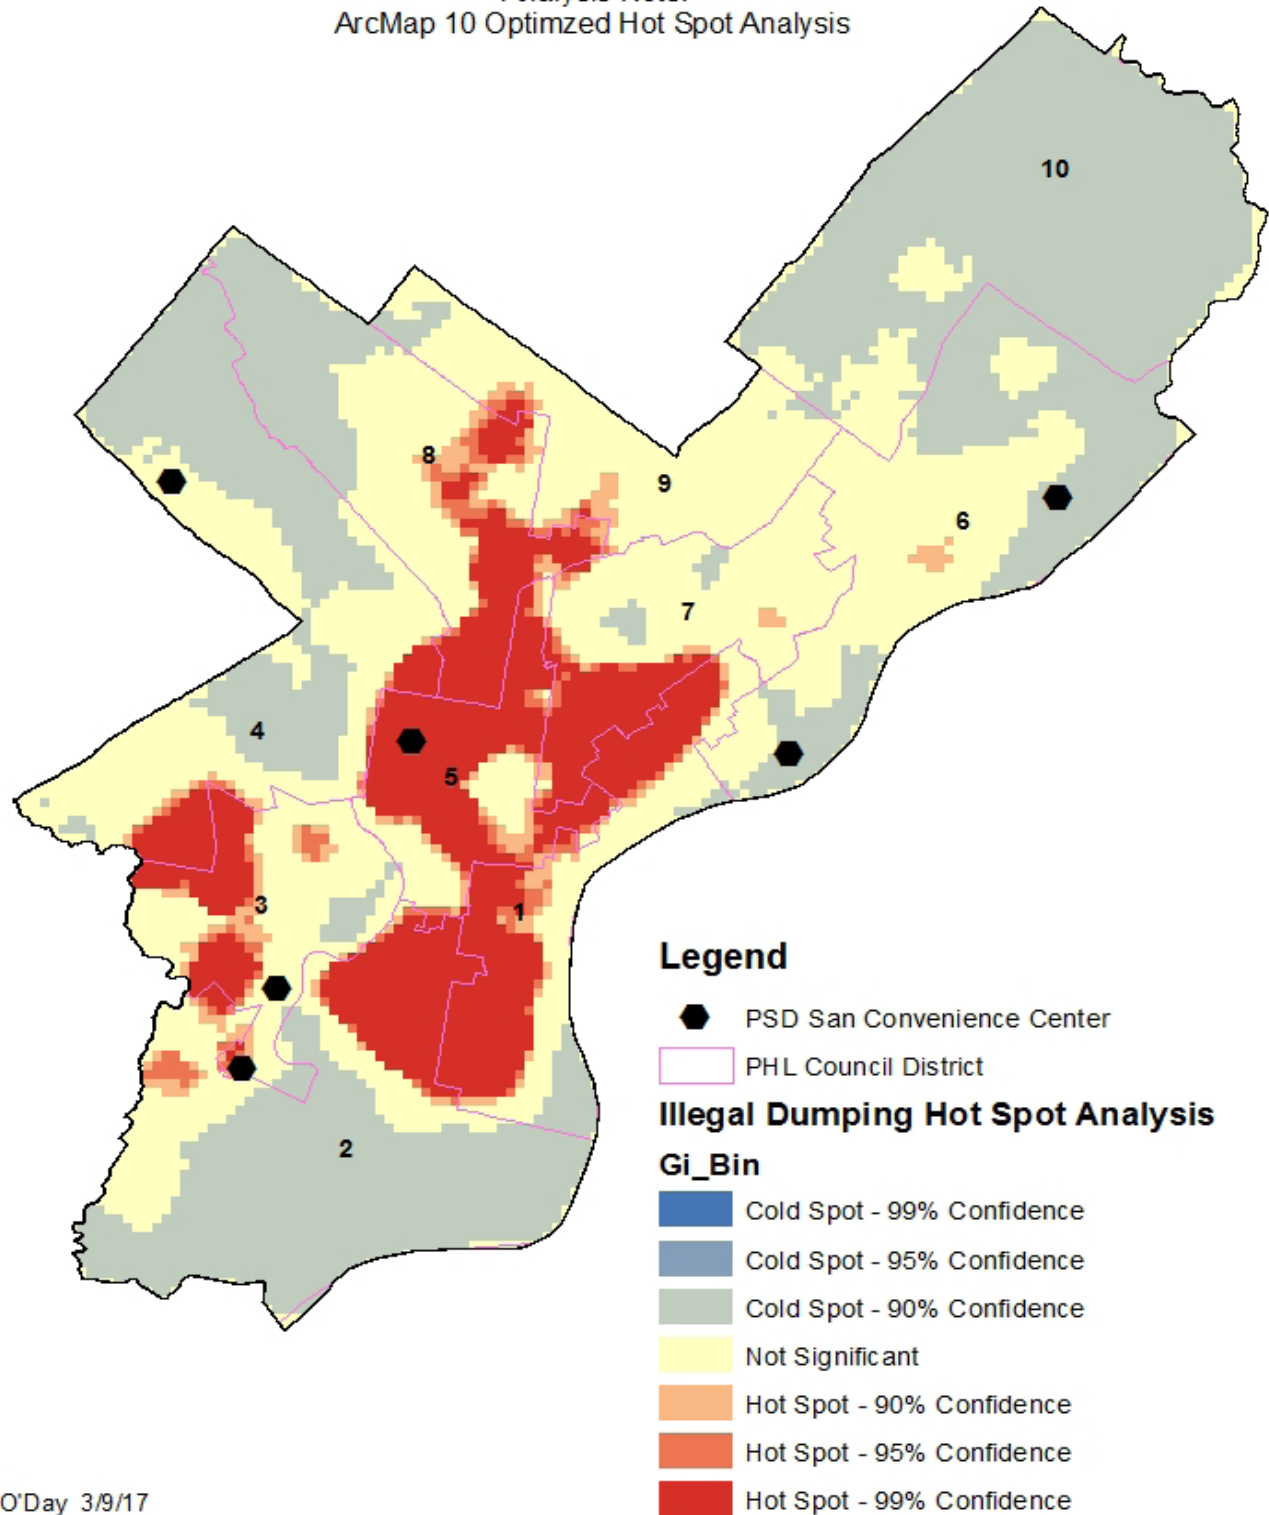 ArcMap 10 Optimzed Hot Spot Analysis
10
8
9
6
7
4
5
3
1
2
Legend
PSD San Convenience Center
PHL Council District
Illegal Dumping Hot Spot Analysis
Gi_Bin
Cold Spot - 99% Confidence
Cold Spot - 95% Confidence
Cold Spot - 90% Confidence
Not Significant
Hot Spot - 90% Confidence
Hot Spot - 95% Confidence
Hot Spot - 99% Confidence
O'Day 3/9/17